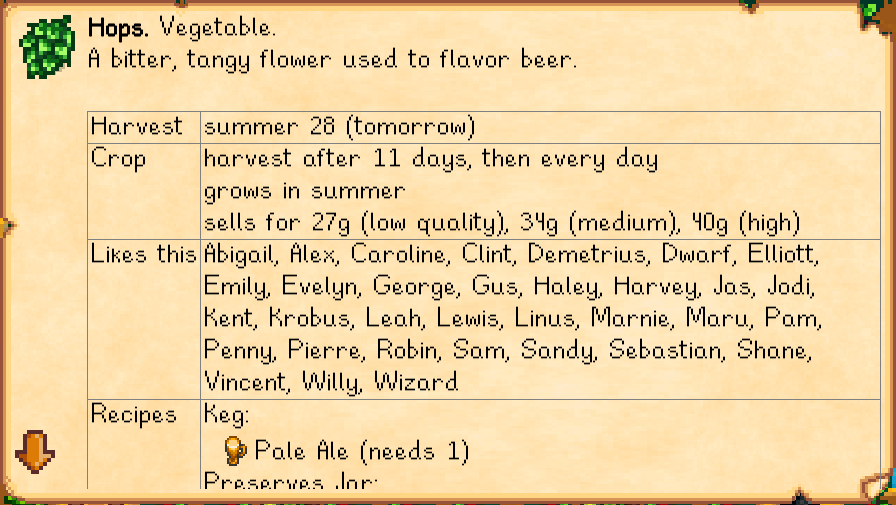 Hops. Vegetable.
A bitter, tangy flower used to flavor beer.
Harvest summer 28 (tomorrow)
Crop harvest after 11 days, then every day
grows in summer
sells for 27g (low quality), 34g (medium), 40g (high)
Likes this Abigail, Alex, Caroline, Clint, Demetrius, Dwarf, Elliott,
Emily, Evelyn, George, Gus, Haley, Harvey, Jas, Jodi,
Kent, Krobus, Leah, Lewis, Linus, Marnie, Maru, Pam,
Penny, Pierre, Robin, Sam, Sandy, Sebastian, Shane,
Vincent, Willy, Wizard
Recipes Keg:
Pale Ale (needs 1)
Preserves Jar: